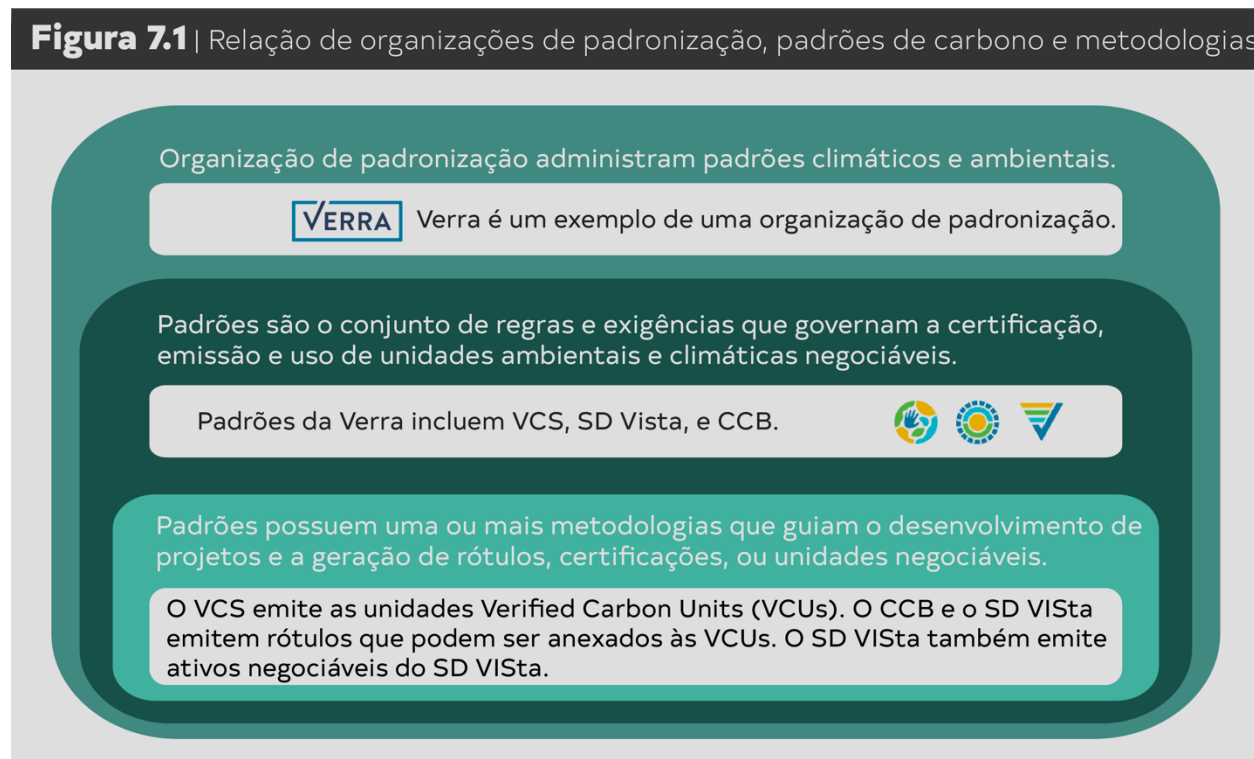 Figura 7.1 | Relação de organizações de padronização, padrões de carbono e metodologias
Organização de padronização administram padrões climáticos e ambientais.
VERRA Verra é um exemplo de uma organização de padronização.
Padrões são o conjunto de regras e exigências que governam a certificação,
emissão e uso de unidades ambientais e climáticas negociáveis.
Padrões da Verra incluem VCS, SD Vista, e CCB.
Padrões possuem uma ou mais metodologias que guiam o desenvolvimento de
projetos e a geração de rótulos, certificações, ou unidades negociáveis.
O VCS emite as unidades Verified Carbon Units (VCUs). O CCB e o SD VISta
emitem rótulos que podem ser anexados às VCUs. O SD VISta também emite
ativos negociáveis do SD VISta.